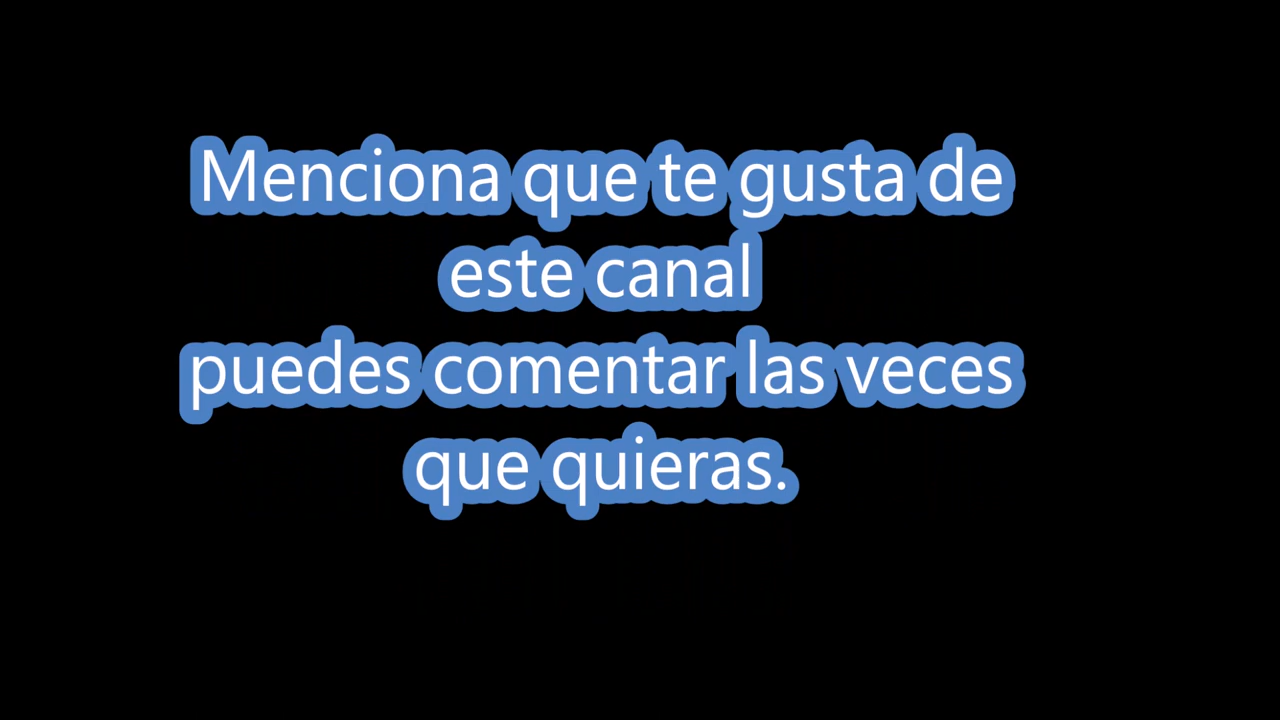 Menciona que te gusta de
este canal
puedes comentar las veces
que quieras.